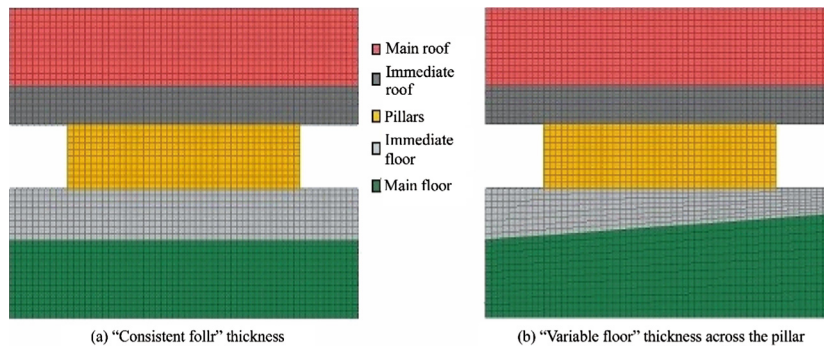 Main roof
Immediate
roof
Pillars
Immediate
floor
Main floor
(a) “Consistent follr” thickness
(b) “Variable floor” thickness across the pillar